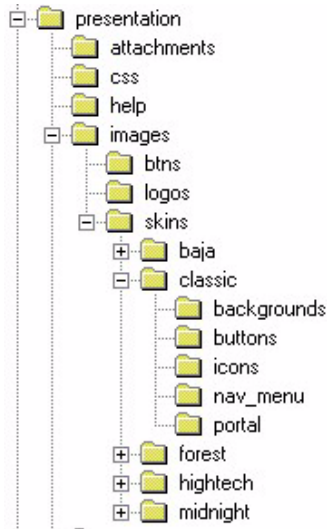 presentation
attachments
css
help
images
btns
logos
skins
baja
classic
backgrounds
buttons
icons
nav_menu
portal
forest
hightech
midnight